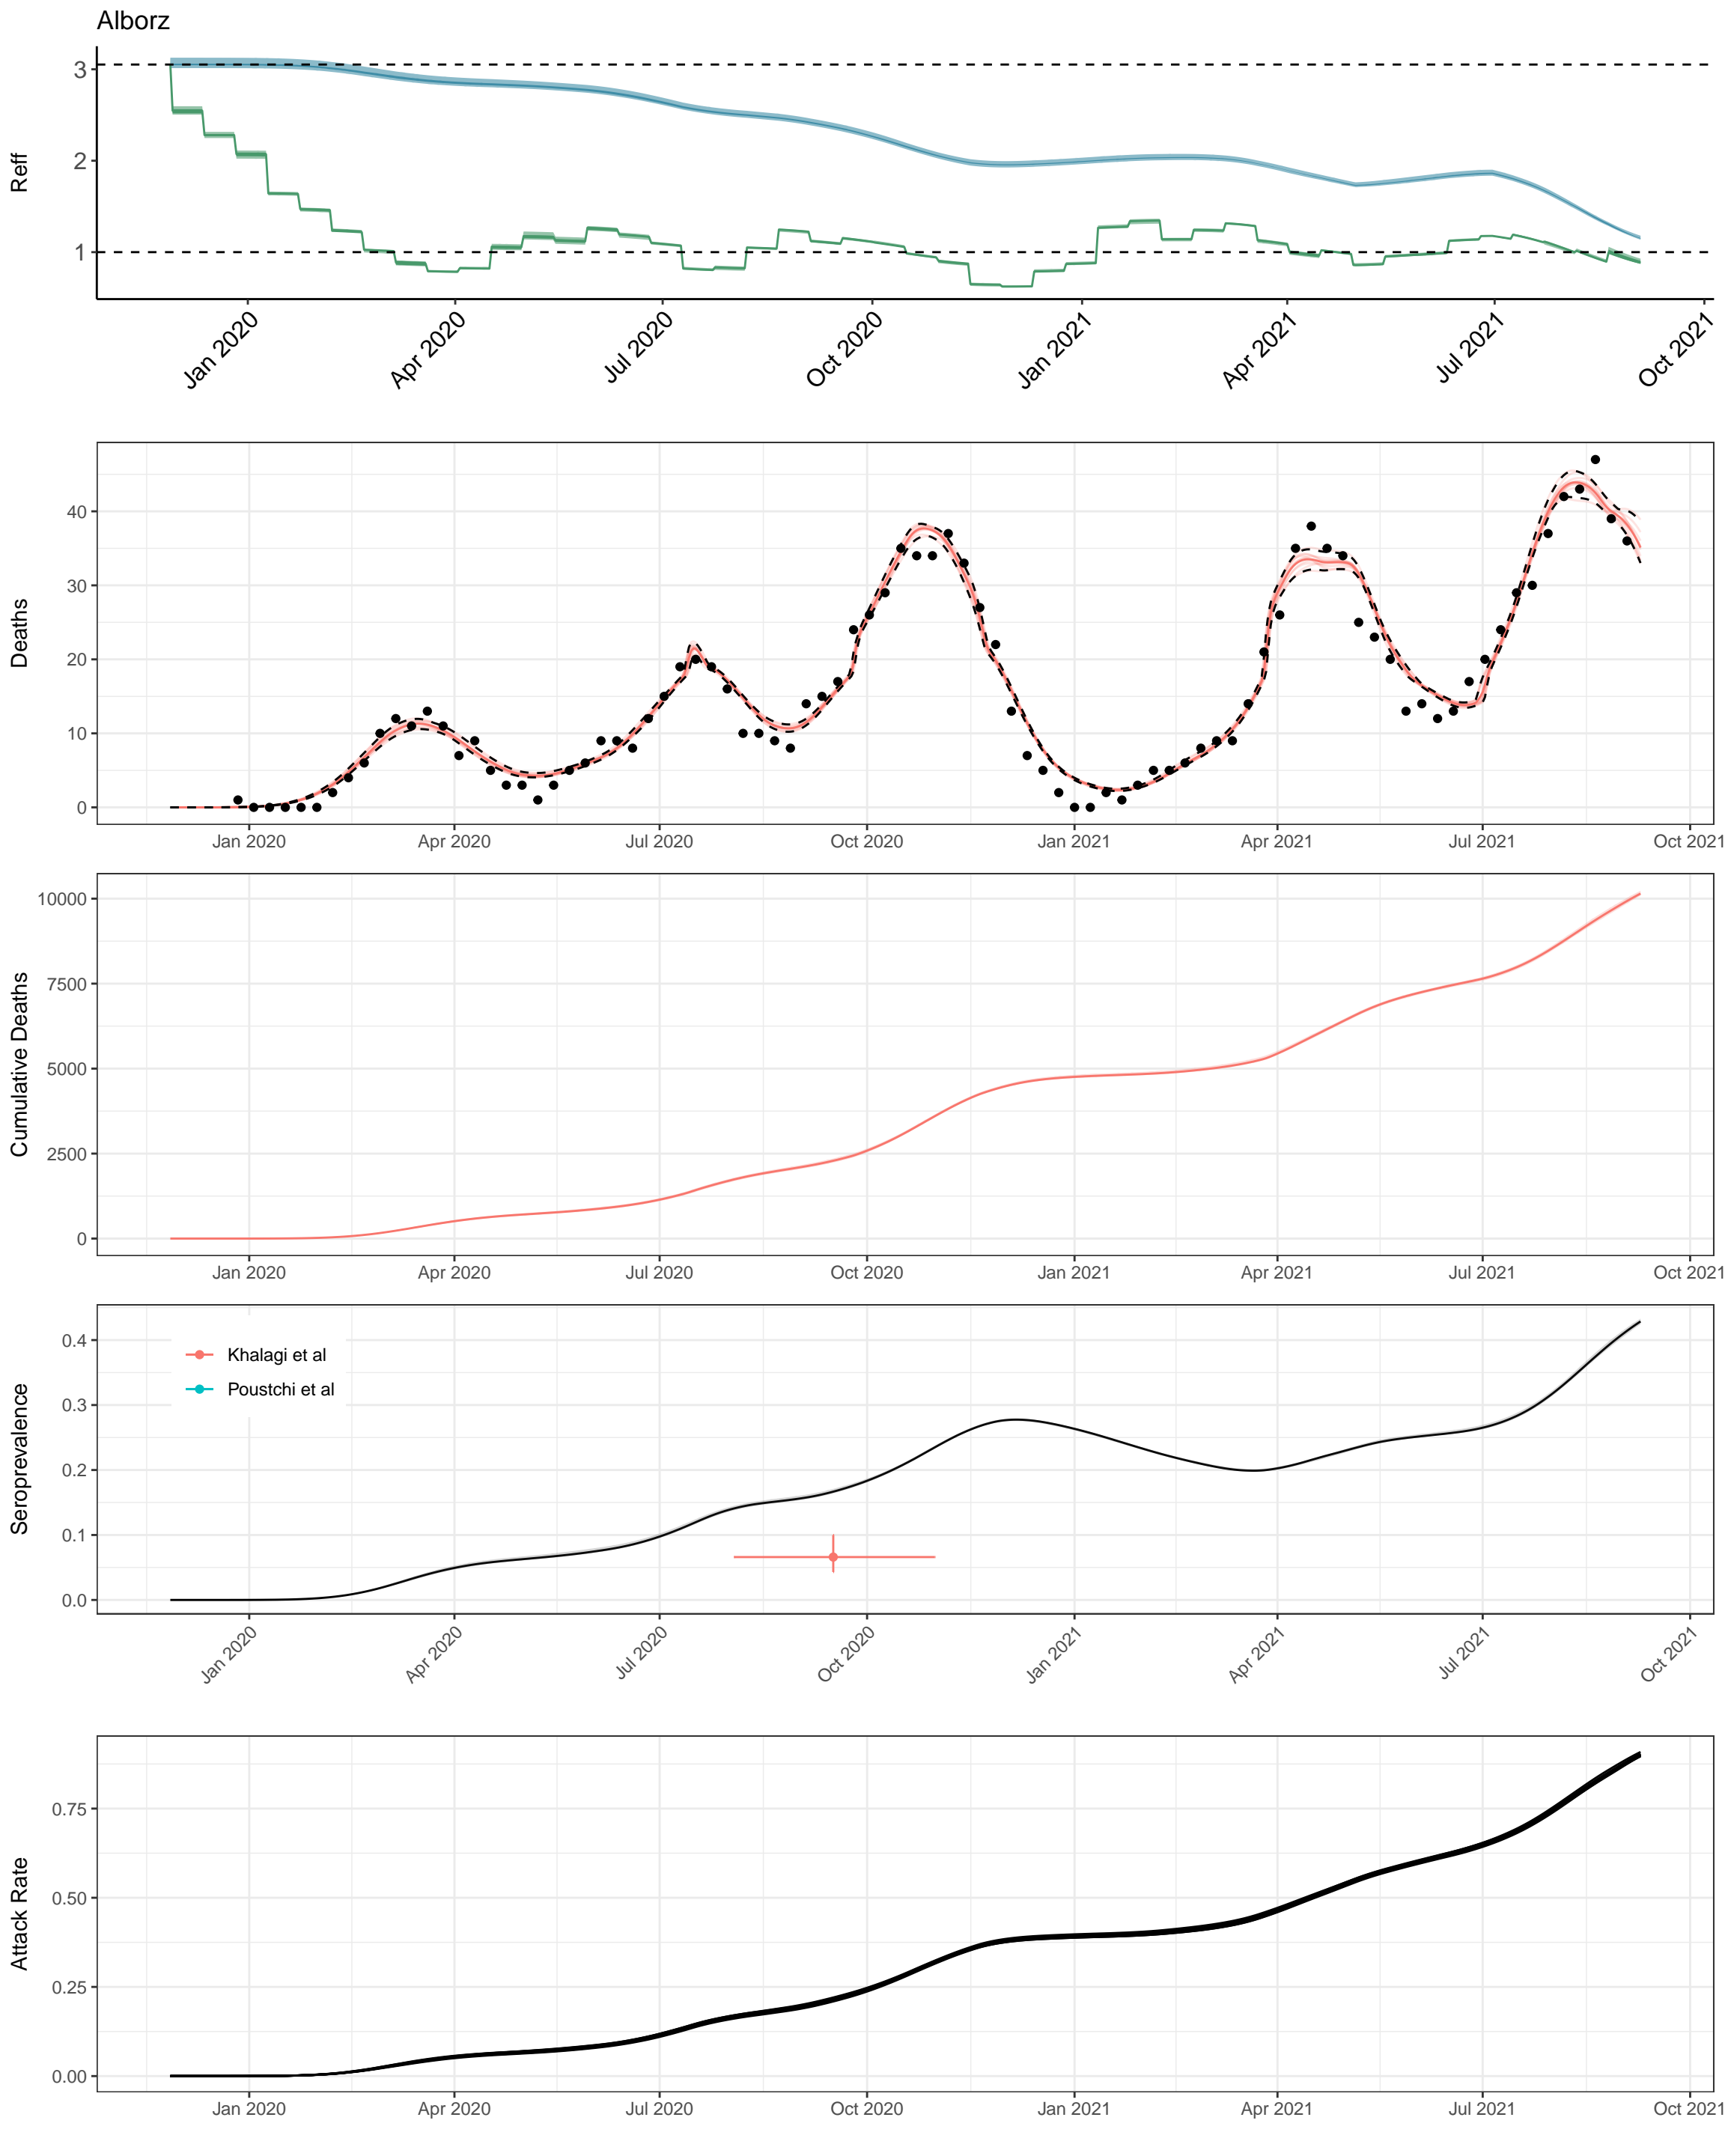 Alborz
Reff
3
2
1
Jan 2020
Apr 2020
Jul 2020
Oct 2020
Jan 2021
Apr 2021
Jul 2021
Oct 2021
Deaths
40
30
20
10
0
Jan 2020
Apr 2020
Jul 2020
Oct 2020
Jan 2021
Apr 2021
Jul 2021
Oct 2021
Cumulative Deaths
10000
7500
5000
2500
0
Jan 2020
Apr 2020
Jul 2020
Oct 2020
Jan 2021
Apr 2021
Jul 2021
Oct 2021
Seroprevalence
0.4
0.3
0.2
0.1
0.0
Khalagi et al
Poustchi et al
Jan 2020
Apr 2020
Jul 2020
Oct 2020
Jan 2021
Apr 2021
Jul 2021
Oct 2021
Attack Rate
0.75
0.50
0.25
0.00
Jan 2020
Apr 2020
Jul 2020
Oct 2020
Jan 2021
Apr 2021
Jul 2021
Oct 2021